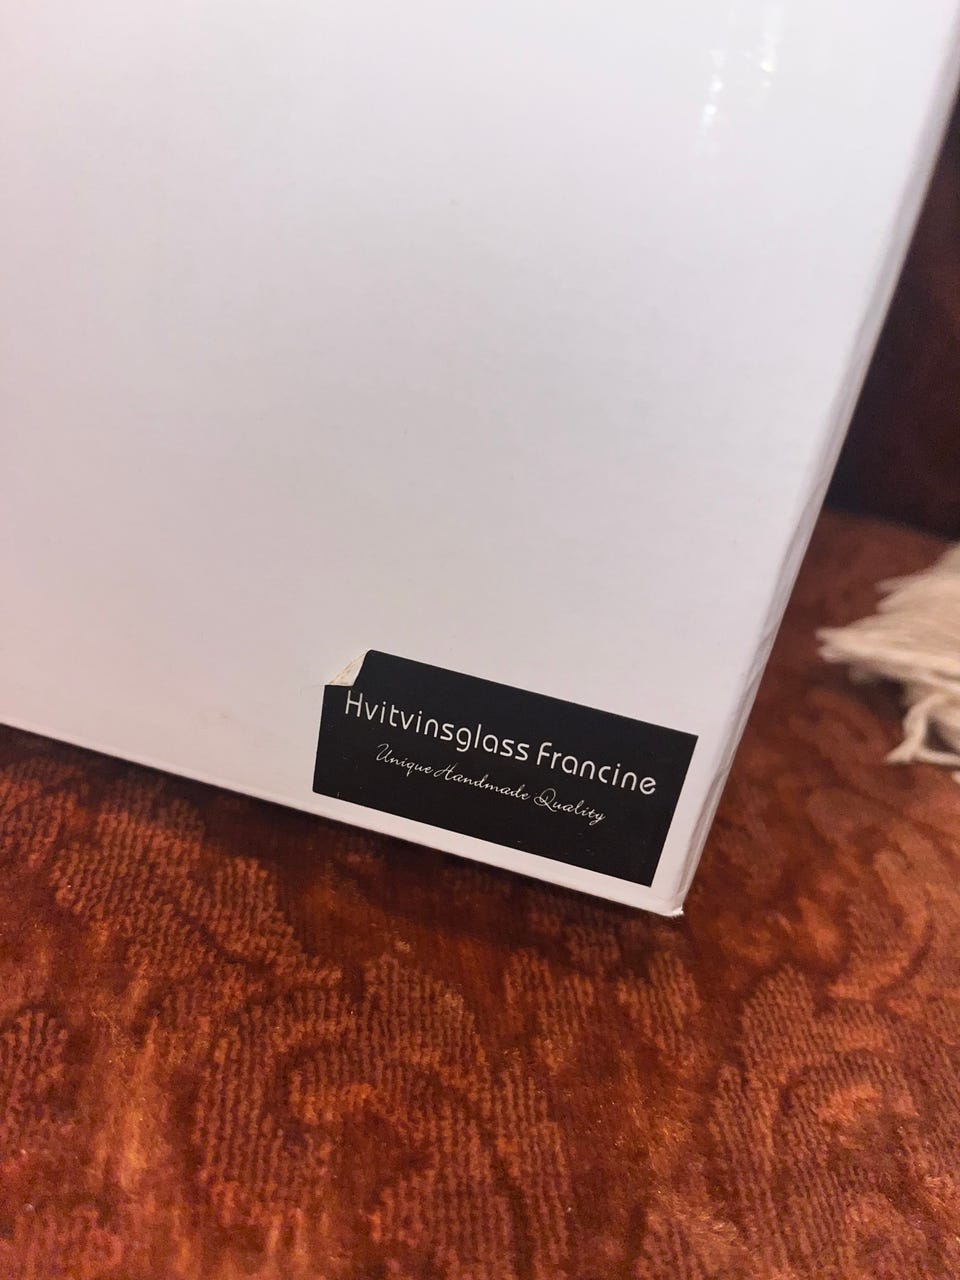 Hvitvinsglass Francine
Unique Handmade Quality